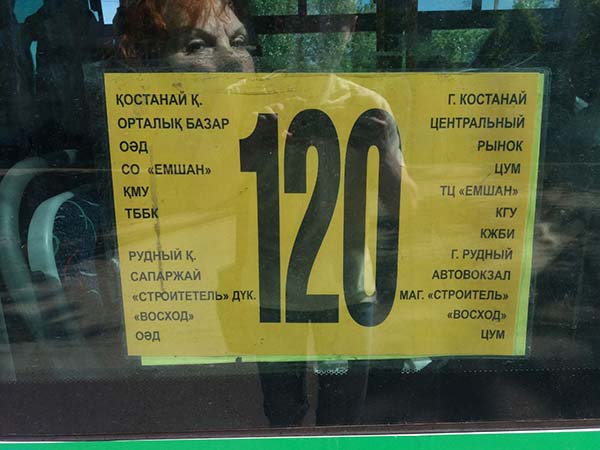 ҚОСТАНАЙ Қ.
ОРТАЛЫҚ БАЗАР
ОӘД
СО «ЕМШАН»
ҚМУ
ТББК
РУДНЫЙ Қ.
САПАРЖАЙ
«СТРОИТЕТЕЛЬ» ДҮК.
«ВОСХОД»
ОӘД
120
Г. КОСТАНАЙ
ЦЕНТРАЛЬНЫЙ
РЫНОК
ЦУМ
ТЦ «ЕМШАН»
КГУ
КЖБИ
Г. РУДНЫЙ
АВТОВОКЗАЛ
МАГ. «СТРОИТЕЛЬ»
«ВОСХОД»
ЦУМ